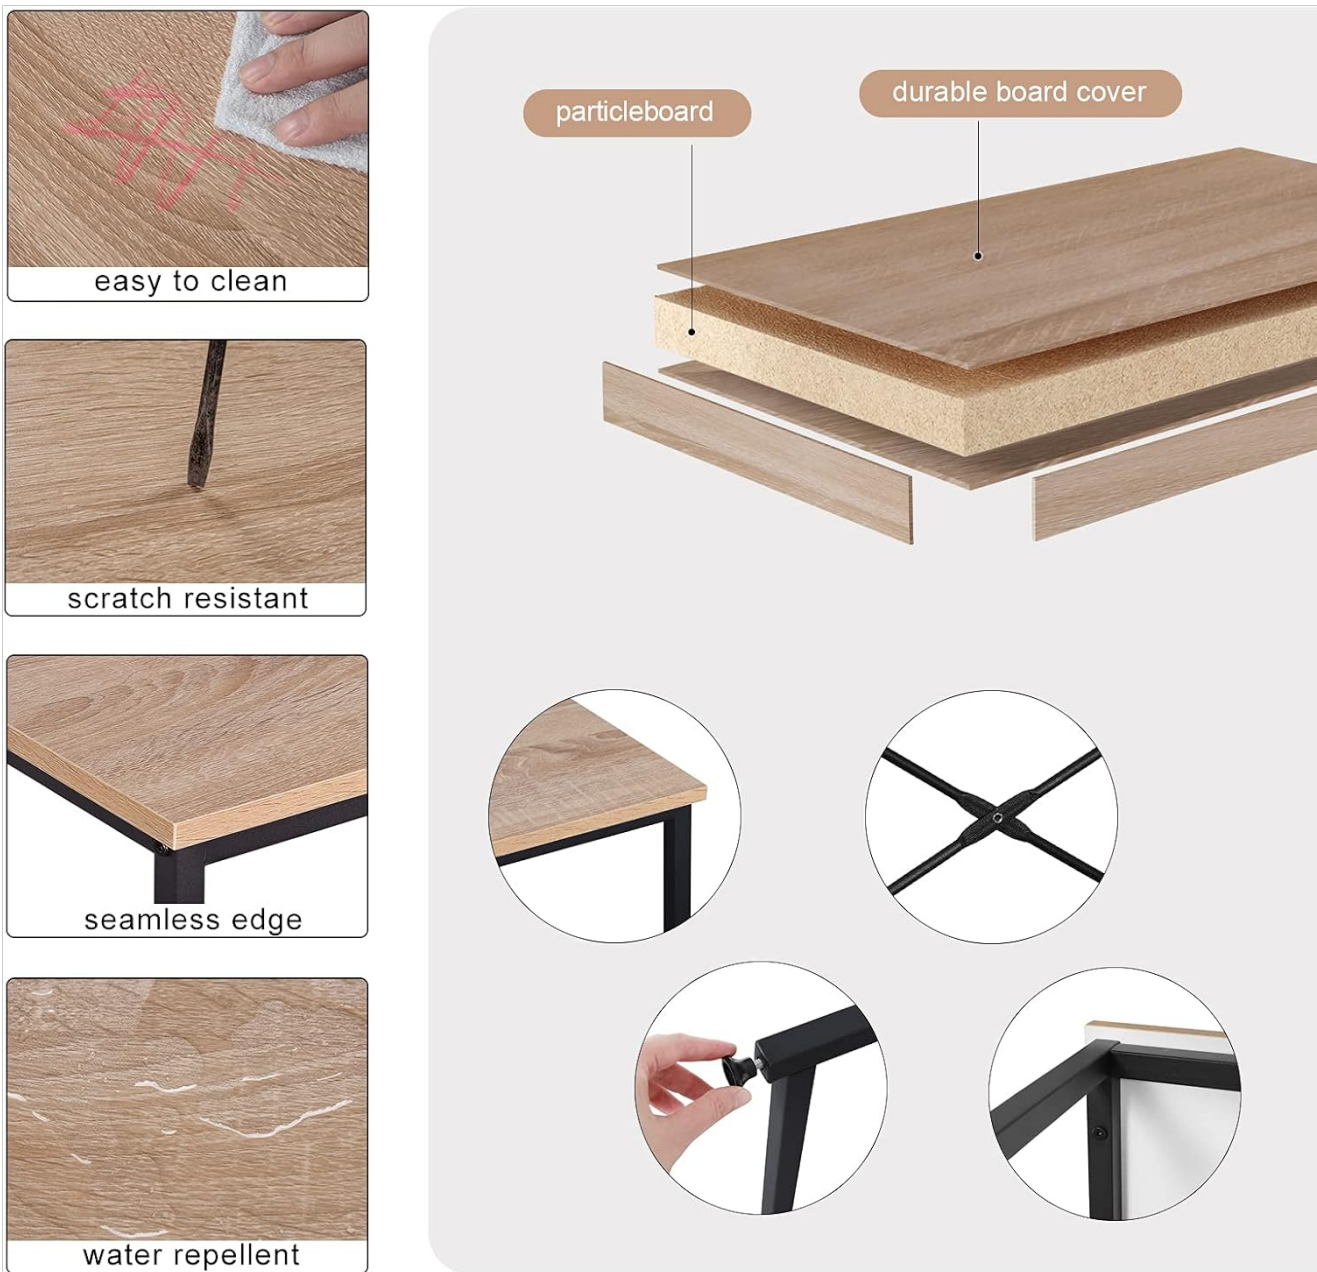 easy to clean
scratch resistant
seamless edge
water repellent
particleboard
durable board cover